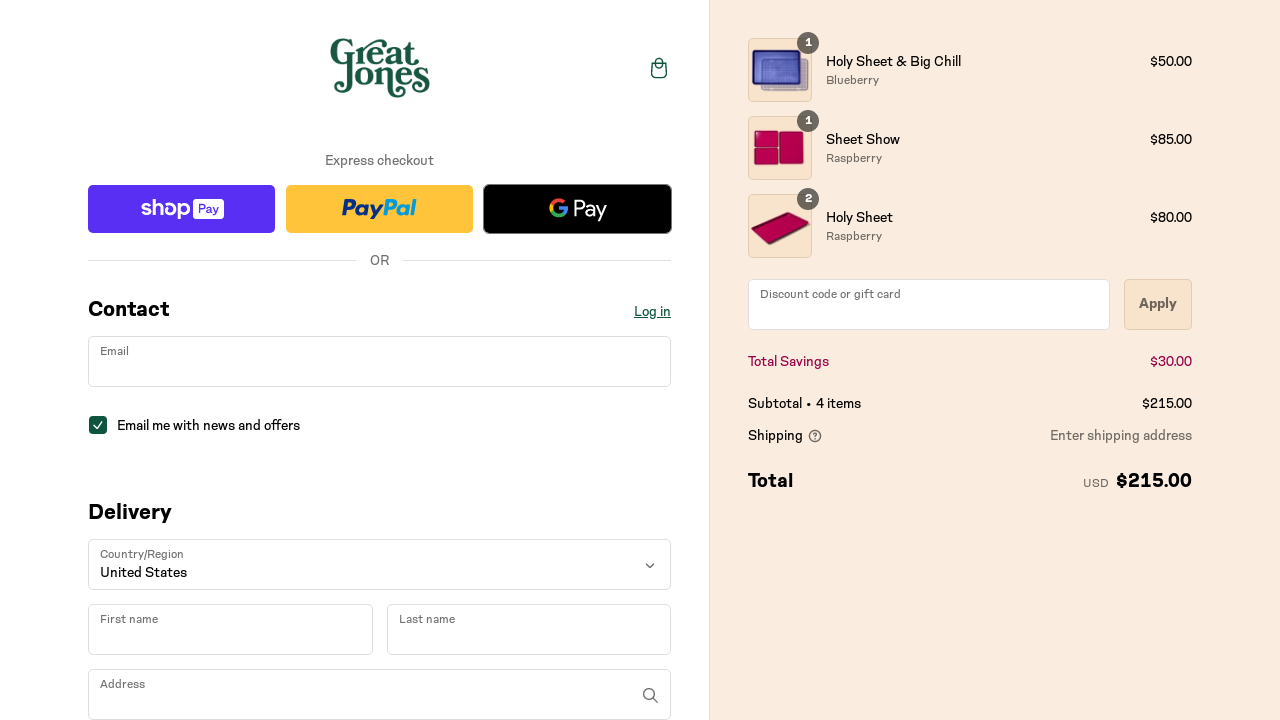 Great
Jones
Express checkout
shop Pay
PayPal
G Pay
OR
Contact
Log in
Email
Email me with news and offers
Delivery
Country/Region
United States
First name
Last name
Address
1
Holy Sheet & Big Chill
$50.00
Blueberry
1
Sheet Show
$85.00
Raspberry
2
Holy Sheet
$80.00
Raspberry
Discount code or gift card
Apply
Total Savings
$30.00
Subtotal • 4 items
$215.00
Shipping
Enter shipping address
Total
USD $215.00